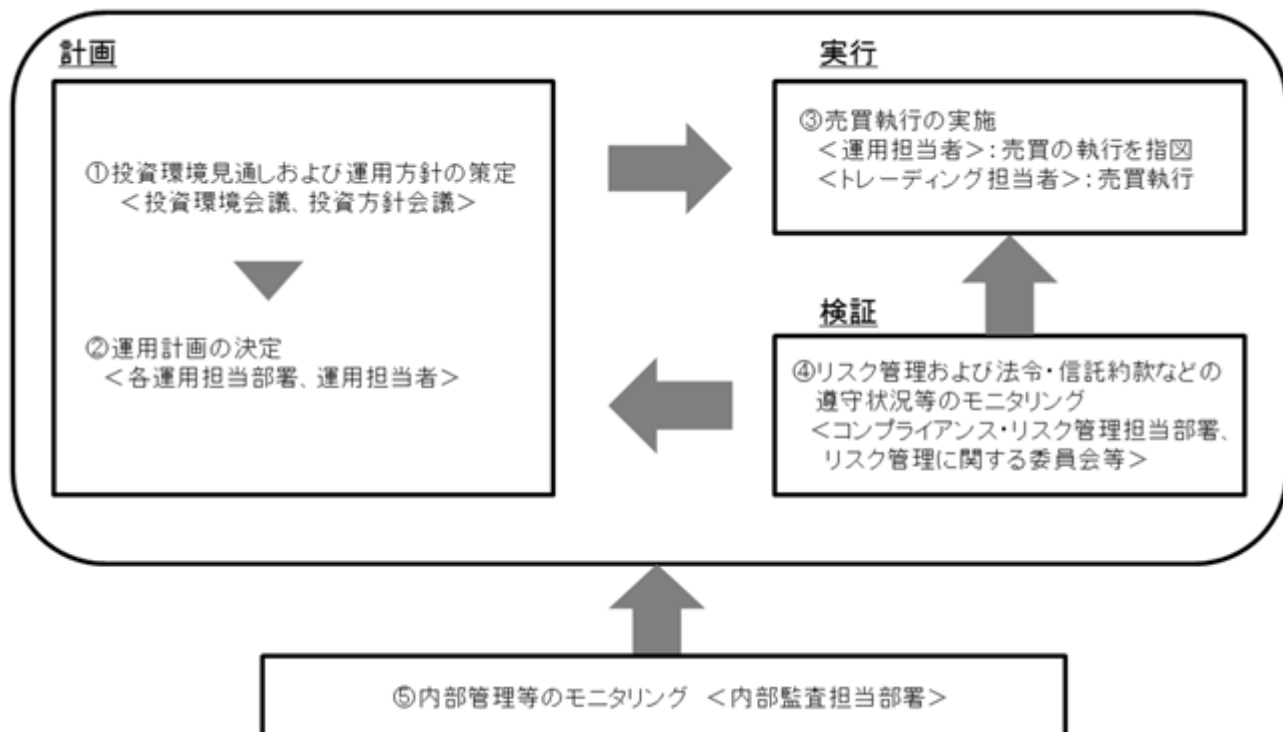 計画
①投資環境見通しおよび運用方針の策定
＜投資環境会議、投資方針会議＞
②運用計画の決定
＜各運用担当部署、運用担当者＞
実行
③売買執行の実施
＜運用担当者＞：売買の執行を指図
＜トレーディング担当者＞：売買執行
検証
④リスク管理および法令・信託約款などの
遵守状況等のモニタリング
＜コンプライアンス・リスク管理担当部署、
リスク管理に関する委員会等＞
⑤内部管理等のモニタリング ＜内部監査担当部署＞